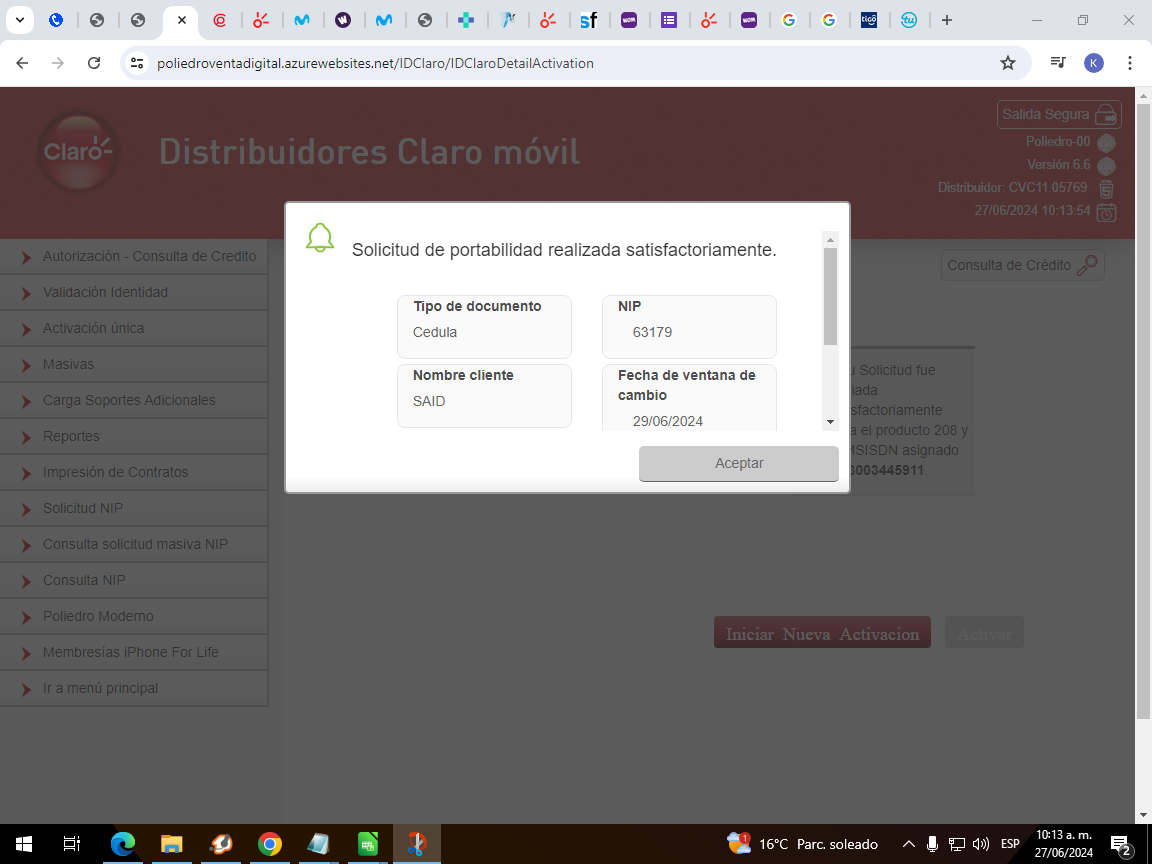 poliedroventadigital.azurewebsites.net/IDClaro/IDClaroDetailActivation
K
Claro
Distribuidores Claro móvil
Salida Segura
Poliedro-00
Versión 6.6
Distribuidor: CVC11.05769
27/06/2024 10:13:54
Autorización - Consulta de Credito
Validación Identidad
Activación única
Masivas
Carga Soportes Adicionales
Reportes
Impresión de Contratos
Solicitud NIP
Consulta solicitud masiva NIP
Consulta NIP
Poliedro Moderno
Membresías iPhone For Life
Ir a menú principal
Consulta de Crédito
Solicitud de portabilidad realizada satisfactoriamente.
Tipo de documento
Cedula
NIP
63179
Nombre cliente
SAID
Fecha de ventana de
cambio
29/06/2024
Aceptar
Solicitud fue
el producto 208 y
asignado
Iniciar Nueva Activacion
Activar
16°C Parc. soleado
ESP
10:13 a. m.
27/06/2024
2